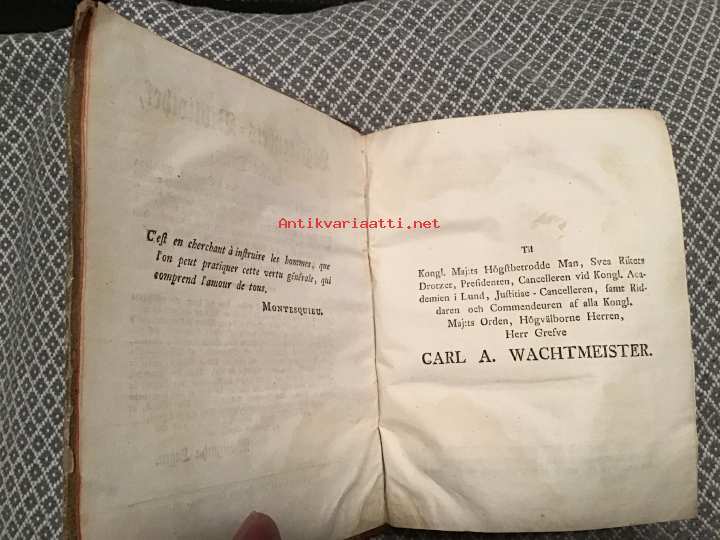 C'eſt en cherchant à inſtruire les hommes, que
l'on peut pratiquer cette vertu générale, qui
comprend l'amour de tous.
MONTESQUIEU.
Antikvariaatti.net
Til
Kongl. Maj:ts Högſtbetrodde Man, Svea Rikets
Drotzet, Preſidenten, Cancelleren vid Kongl. Aca-
demien i Lund, Juſtitiæ-Cancelleren, ſamt Rid-
daren och Commendeuren af alla Kongl.
Maj:ts Orden, Högvälborne Herren,
Herr Grefve
CARL A. WACHTMEISTER.